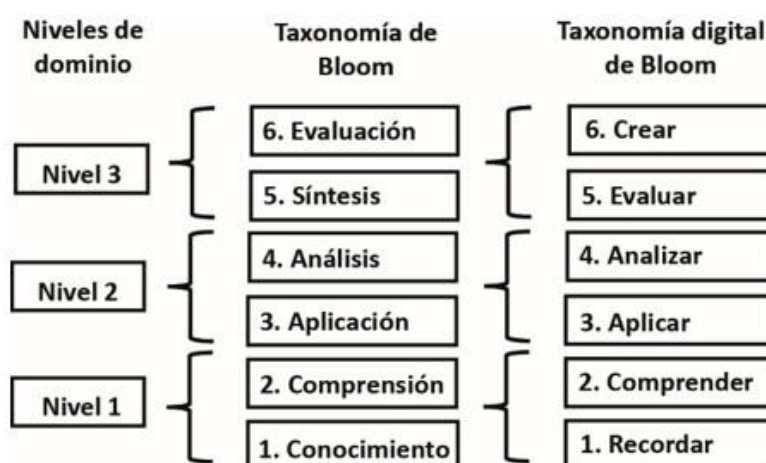 Niveles de
dominio
Taxonomía de
Bloom
Taxonomía digital
de Bloom
Nivel 3
6. Evaluación
6. Crear
5. Síntesis
5. Evaluar
Nivel 2
4. Análisis
4. Analizar
3. Aplicación
3. Aplicar
Nivel 1
2. Comprensión
2. Comprender
1. Conocimiento
1. Recordar